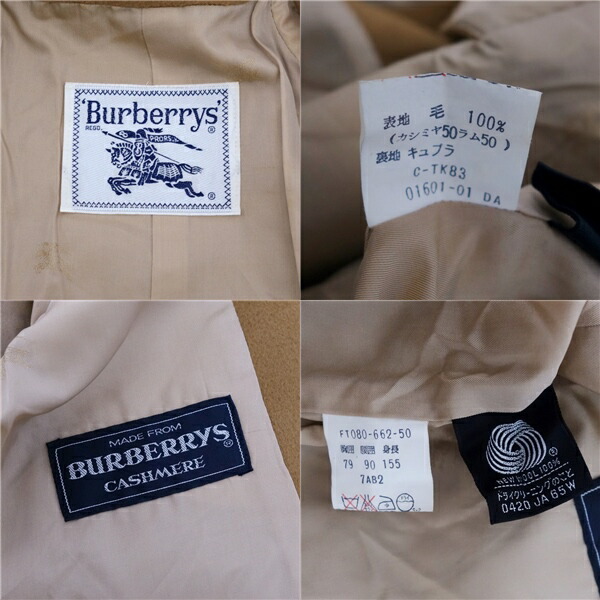 'Burberrys'
REGD.
®
PRORSUM
®
表地 毛 100%
(カシミヤ50ラム50)
裏地 キュプラ
C-TK83
01601-01 DA
MADE FROM
BURBERRYS®
CASHMERE
FT080-662-50
胸囲 胴囲 身長
79 90 155
7AB2
®
NEW WOOL 100%
ドライクリーニングのこと
0420 JA 65W